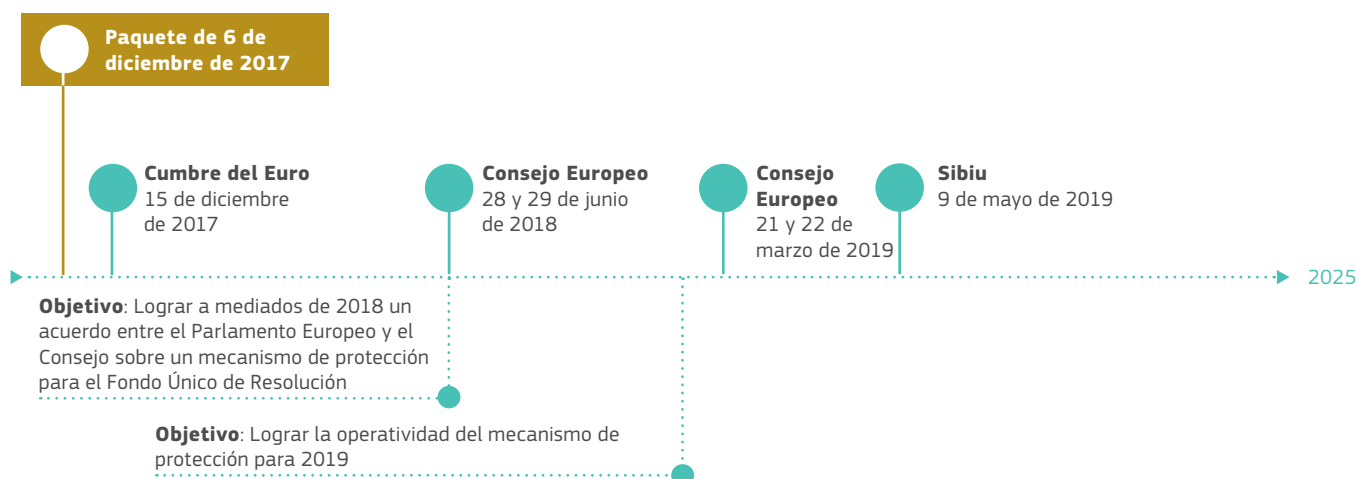 Paquete de 6 de
diciembre de 2017
Cumbre del Euro
15 de diciembre
de 2017
Consejo Europeo
28 y 29 de junio
de 2018
Consejo
Europeo
21 y 22 de
marzo de 2019
Sibiu
9 de mayo de 2019
2025
Objetivo: Lograr a mediados de 2018 un
acuerdo entre el Parlamento Europeo y el
Consejo sobre un mecanismo de protección
para el Fondo Único de Resolución
Objetivo: Lograr la operatividad del mecanismo de
protección para 2019